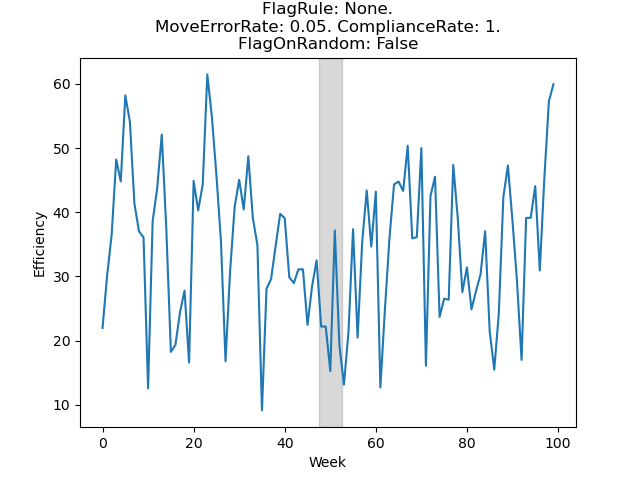 FlagRule: None.
MoveErrorRate: 0.05. ComplianceRate: 1.
FlagOnRandom: False
60
50
40
30
20
10
Efficiency
0 20 40 60 80 100
Week